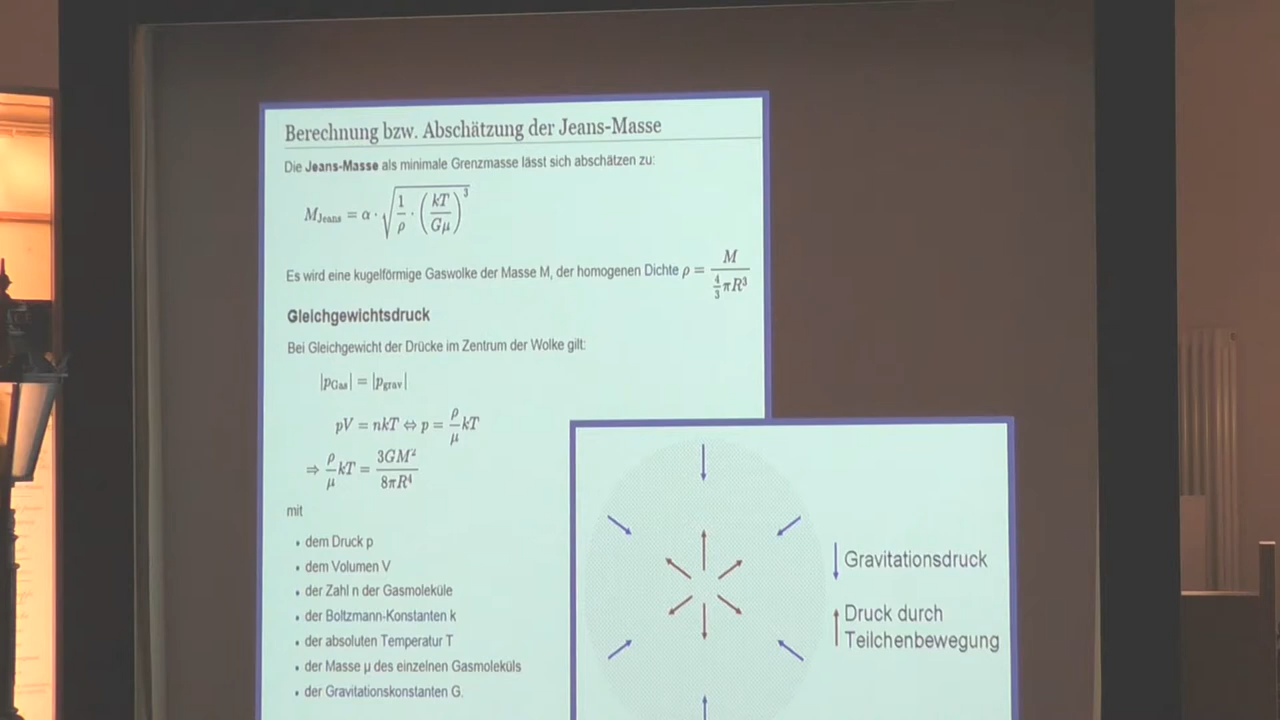 Berechnung bzw. Abschätzung der Jeans-Masse
Die Jeans-Masse als minimale Grenzmasse lässt sich abschätzen zu:
M_Jeans = α · √(1/ρ · (kT/Gμ)³)
Es wird eine kugelförmige Gaswolke der Masse M, der homogenen Dichte ρ = M/(4/3 πR³)
Gleichgewichtsdruck
Bei Gleichgewicht der Drücke im Zentrum der Wolke gilt:
|p_Gas| = |p_grav|
pV = nkT ⇔ p = ρ/μ kT
⇒ ρ/μ kT = 3GM²/8πR⁴
mit
• dem Druck p
• dem Volumen V
• der Zahl n der Gasmoleküle
• der Boltzmann-Konstanten k
• der absoluten Temperatur T
• der Masse μ des einzelnen Gasmoleküls
• der Gravitationskonstanten G.
Gravitationsdruck
Druck durch
Teilchenbewegung